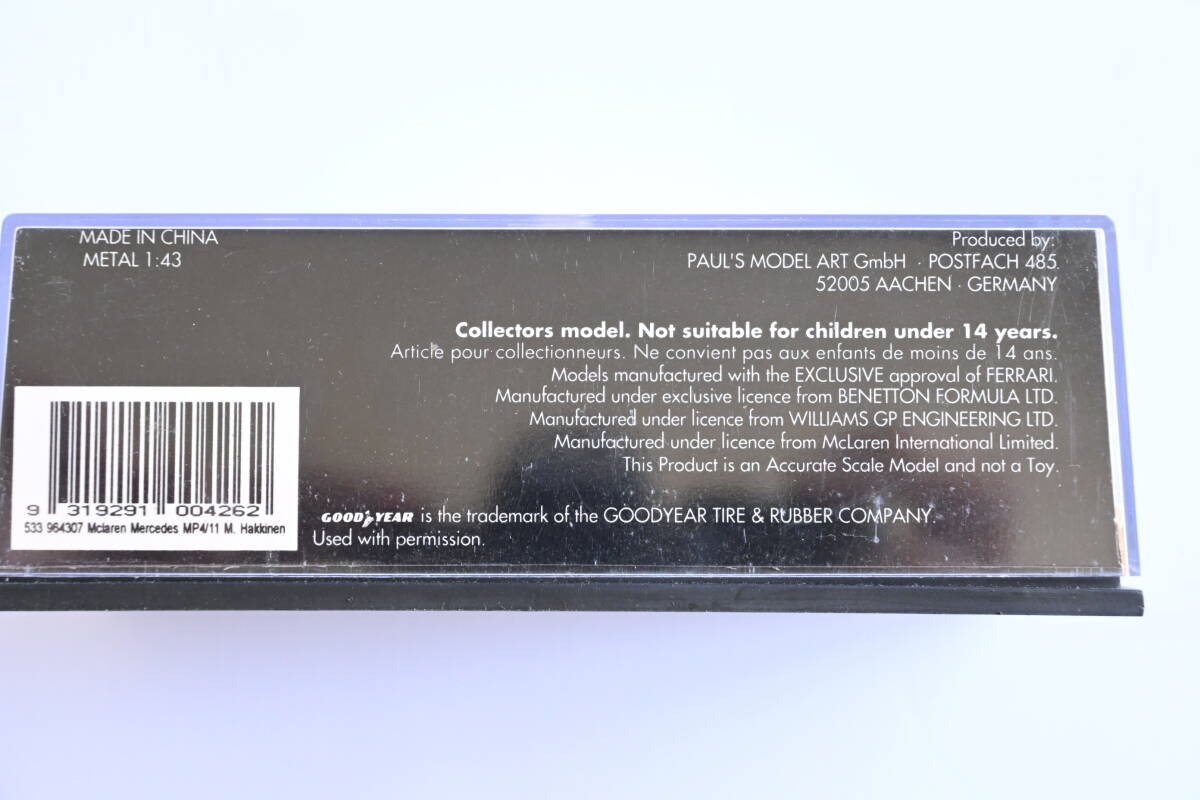 MADE IN CHINA
METAL 1:43
Produced by:
PAUL'S MODEL ART GmbH · POSTFACH 485
52005 AACHEN · GERMANY
Collectors model. Not suitable for children under 14 years.
Article pour collectionneurs. Ne convient pas aux enfants de moins de 14 ans.
Models manufactured with the EXCLUSIVE approval of FERRARI.
Manufactured under exclusive licence from BENETTON FORMULA LTD.
Manufactured under licence from WILLIAMS GP ENGINEERING LTD.
Manufactured under licence from McLaren International Limited.
This Product is an Accurate Scale Model and not a Toy.
GOODYEAR is the trademark of the GOODYEAR TIRE & RUBBER COMPANY.
Used with permission.
9 319291 004262
533 964307 Mclaren Mercedes MP4/11 M. Hakkinen